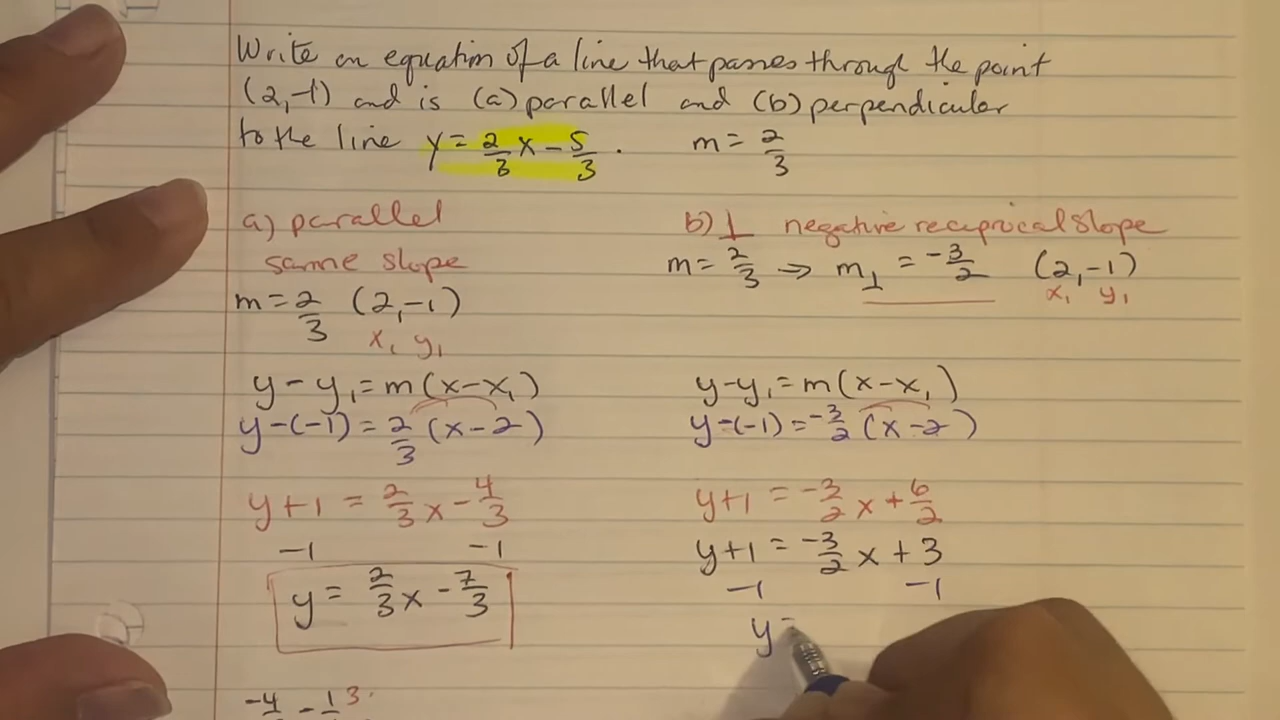 Write an equation of a line that passes through the point
(2,-1) and is (a) parallel and (b) perpendicular
to the line y = 2/3 x - 5/3 . m = 2/3
a) parallel
same slope
m = 2/3 (2,-1)
x₁ y₁
y - y₁ = m(x-x₁)
y-(-1) = 2/3 (x-2)
y+1 = 2/3 x - 4/3
-1 -1
y = 2/3 x - 7/3
-4 - 1 3.
b) ⊥ negative reciprical slope
m = 2/3 → m⊥ = -3/2 (2,-1)
x₁ y₁
y-y₁ = m(x-x₁)
y-(-1) = -3/2 (x-2)
y+1 = -3/2 x + 6/2
y+1 = -3/2 x + 3
-1 -1
y =